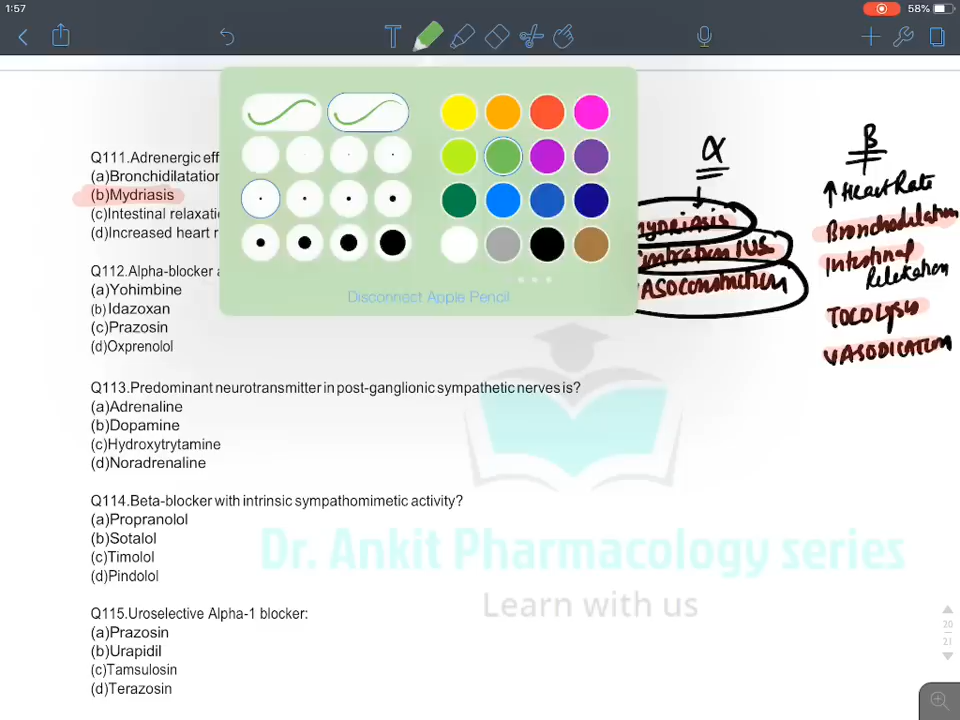 1:57
58%
Q111.Adrenergic eff
(a)Bronchidilatation
(b)Mydriasis
(c)Intestinal relaxati
(d)Increased heart r
α
β
↑ Heart Rate
Bronchodilation
Intestinal
Relaxation
TOCOLYSIS
VASODILATION
Q112.Alpha-blocker a
(a)Yohimbine
(b)Idazoxan
(c)Prazosin
(d)Oxprenolol
Disconnect Apple Pencil
Q113.Predominant neurotransmitter in post-ganglionic sympathetic nerves is?
(a)Adrenaline
(b)Dopamine
(c)Hydroxytrytamine
(d)Noradrenaline
Q114.Beta-blocker with intrinsic sympathomimetic activity?
(a)Propranolol
(b)Sotalol
(c)Timolol
(d)Pindolol
Dr. Ankit Pharmacology series
Learn with us
Q115.Uroselective Alpha-1 blocker:
(a)Prazosin
(b)Urapidil
(c)Tamsulosin
(d)Terazosin
20
21